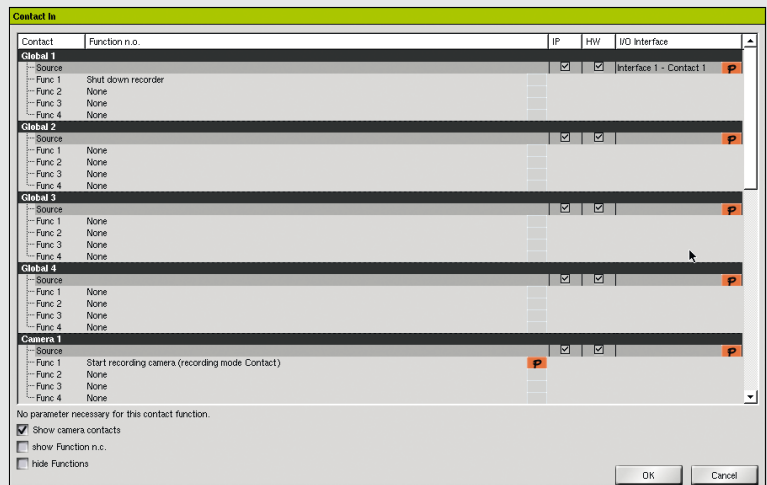 Contact In
Contact Function n.o. IP HW I/O Interface
Global 1
Source Interface 1 - Contact 1 P
Func 1 Shut down recorder
Func 2 None
Func 3 None
Func 4 None
Global 2
Source P
Func 1 None
Func 2 None
Func 3 None
Func 4 None
Global 3
Source P
Func 1 None
Func 2 None
Func 3 None
Func 4 None
Global 4
Source P
Func 1 None
Func 2 None
Func 3 None
Func 4 None
Camera 1
Source P
Func 1 Start recording camera (recording mode Contact) P
Func 2 None
Func 3 None
Func 4 None
No parameter necessary for this contact function.
Show camera contacts
show Function n.c.
hide Functions
OK Cancel